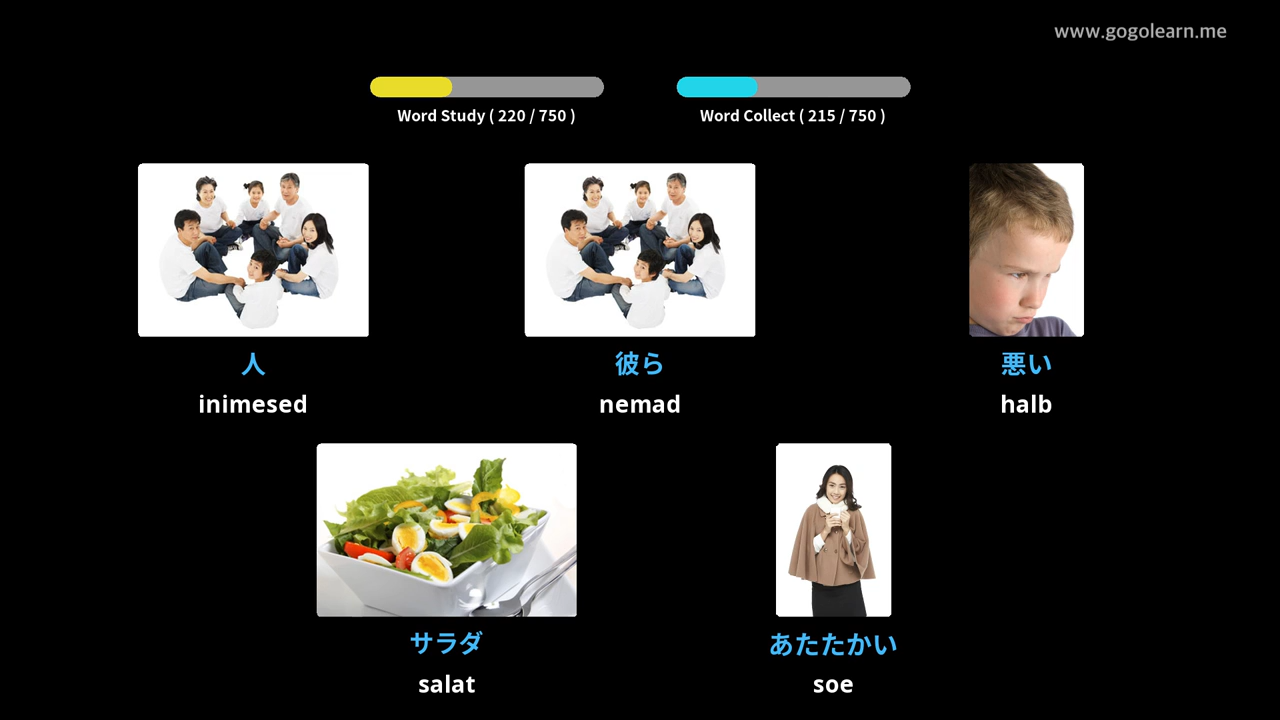 www.gogolearn.me
Word Study ( 220 / 750 )
Word Collect ( 215 / 750 )
人
inimesed
彼ら
nemad
悪い
halb
サラダ
salat
あたたかい
soe